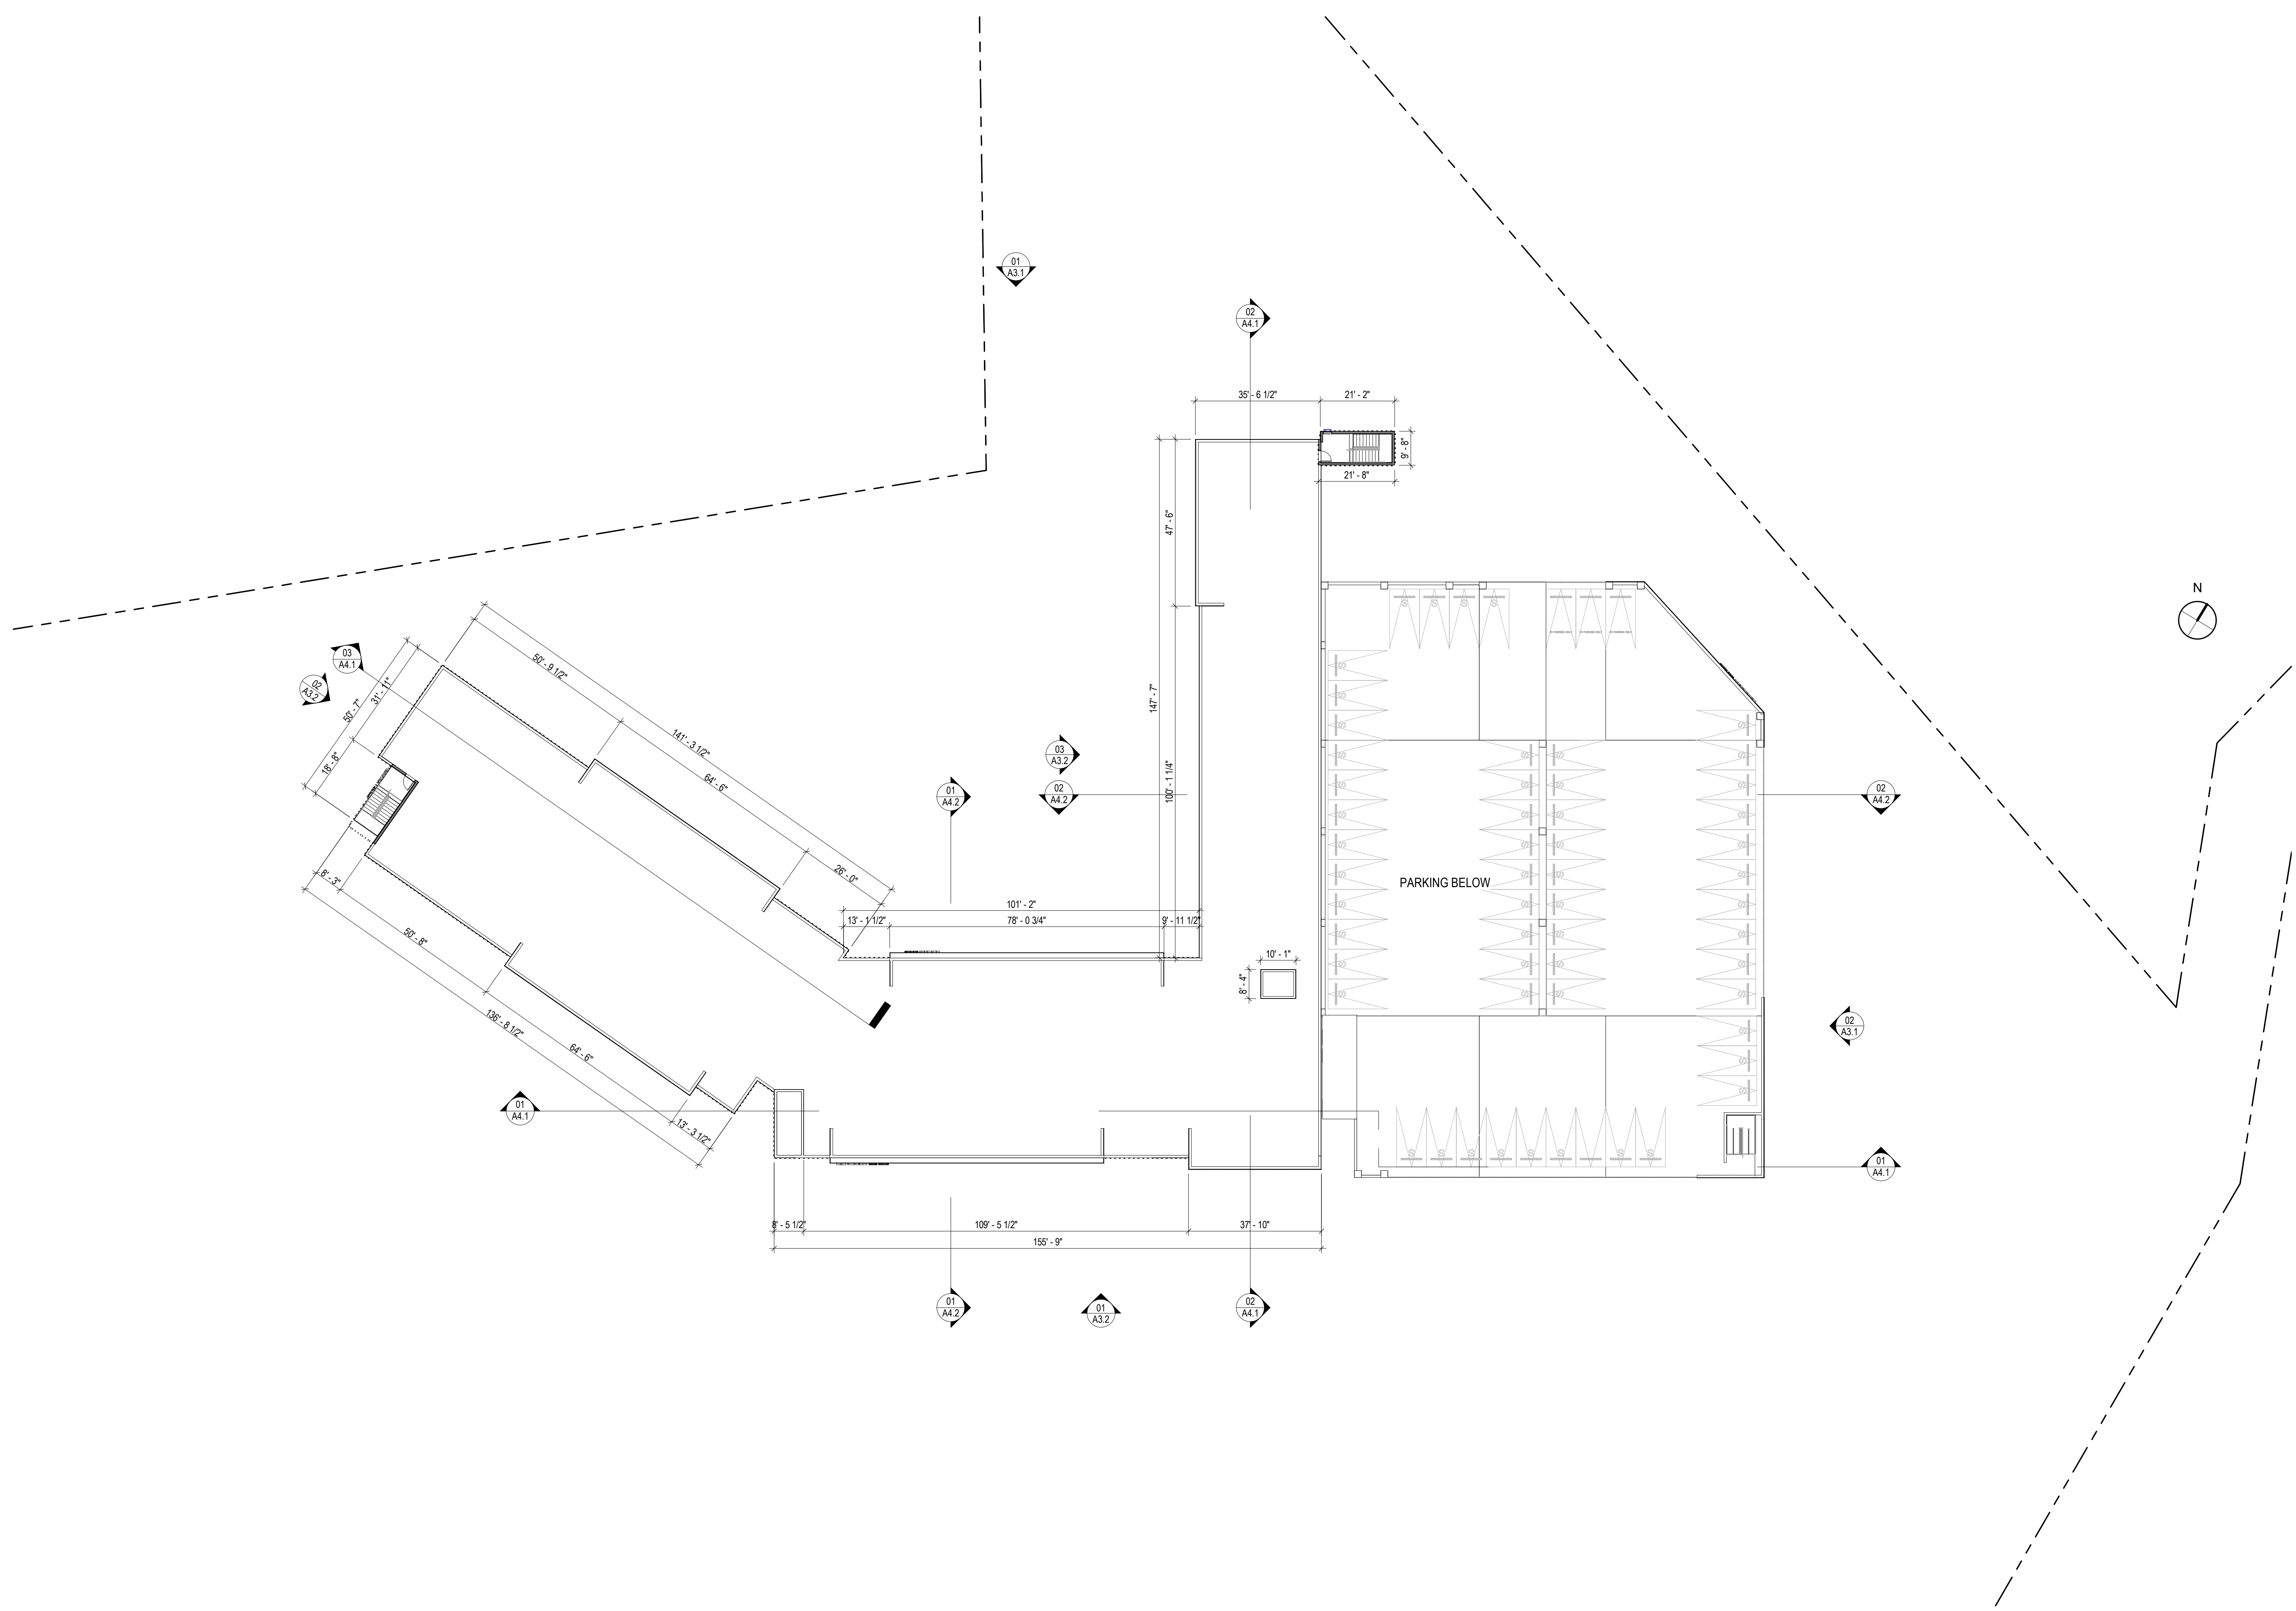 01
A3.1
02
A4.1
35' - 6 1/2"
21' - 2"
9' - 8"
21' - 8"
47' - 6"
N
03
A4.1
02
A3.2
50' - 7"
31' - 11"
18' - 8"
50' - 9 1/2"
141' - 3 1/2"
64' - 6"
26' - 0"
147' - 7"
100' - 1 1/4"
03
A3.2
02
A4.2
01
A4.2
02
A4.2
PARKING BELOW
101' - 2"
13' - 1 1/2"
78' - 0 3/4"
9' - 11 1/2"
10' - 1"
8' - 4"
8' - 3"
50' - 8"
136' - 8 1/2"
64' - 6"
13' - 3 1/2"
02
A3.1
01
A4.1
01
A4.1
8' - 5 1/2"
109' - 5 1/2"
37' - 10"
155' - 9"
01
A4.2
01
A3.2
02
A4.1